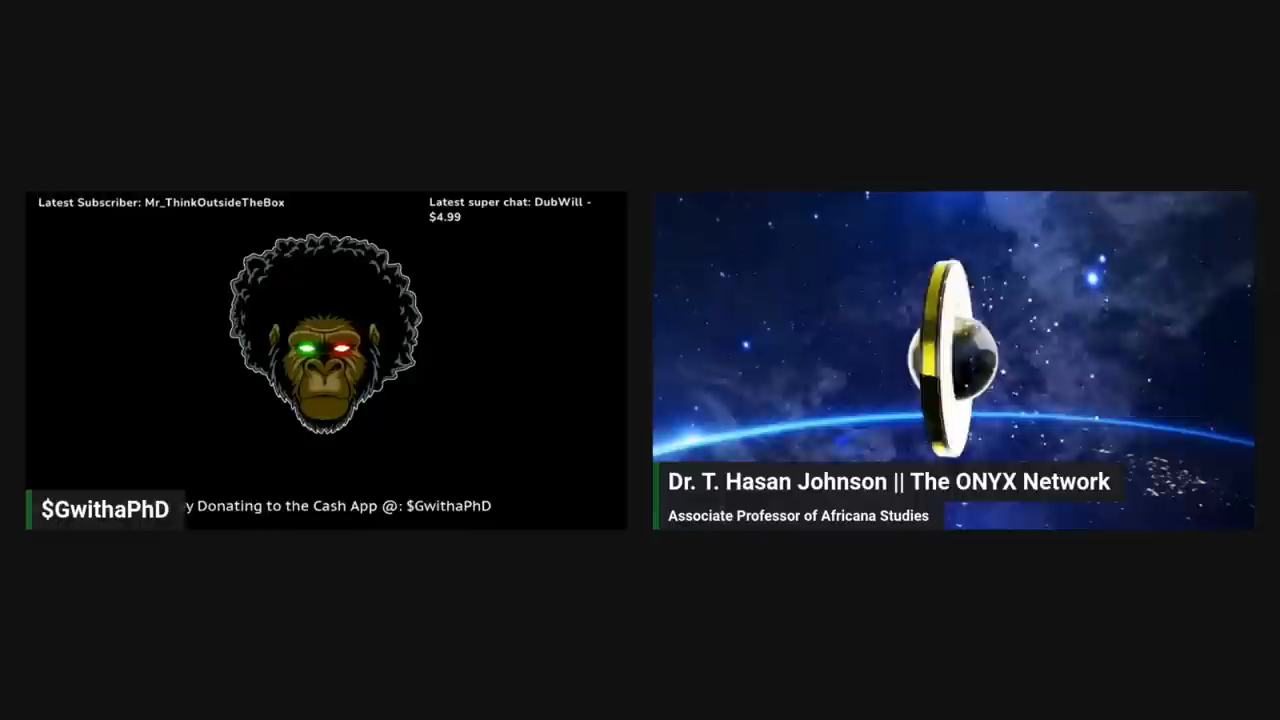 Latest Subscriber: Mr_ThinkOutsideTheBox
Latest super chat: DubWill -
$4.99
$GwithaPhD
y Donating to the Cash App @: $GwithaPhD
Dr. T. Hasan Johnson || The ONYX Network
Associate Professor of Africana Studies